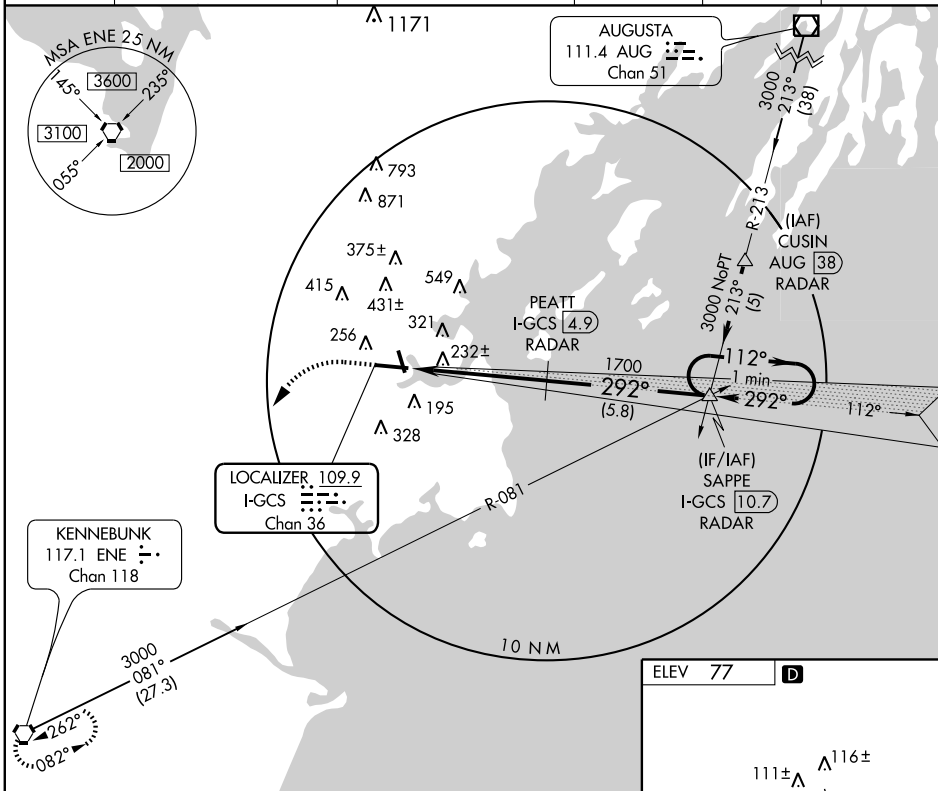 1171
MSA ENE 25 NM
145°
3600
235°
3100
2000
055°
AUGUSTA
111.4 AUG
Chan 51
3000
213°
(38)
R-213
(IAF)
CUSIN
AUG 38
RADAR
3000 NoPT
213°
(5)
793
871
375±
415
431±
549
321
256
232±
195
328
PEATT
I-GCS 4.9
RADAR
1700
292°
(5.8)
112°
1 min
292°
112°
(IF/IAF)
SAPPE
I-GCS 10.7
RADAR
LOCALIZER 109.9
I-GCS
Chan 36
R-081
KENNEBUNK
117.1 ENE
Chan 118
3000
081°
(27.3)
262°
082°
10 NM
ELEV 77 D
116±
111±